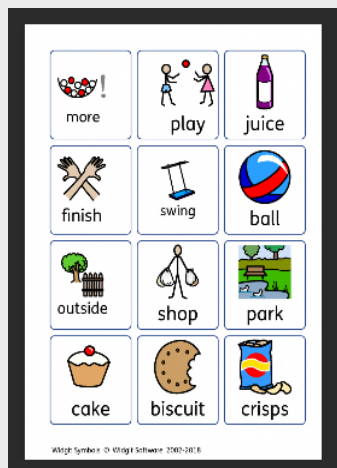 more
play
juice
finish
swing
ball
outside
shop
park
cake
biscuit
crisps
Widgit Symbols © Widgit Software 2002-2018